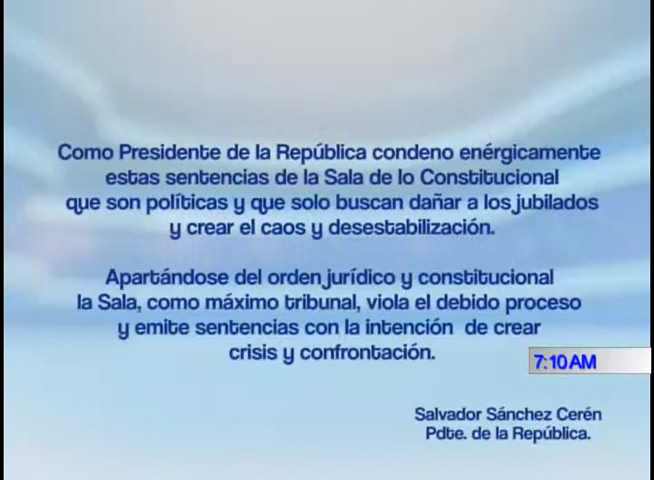 Como Presidente de la República condeno enérgicamente
estas sentencias de la Sala de lo Constitucional
que son políticas y que solo buscan dañar a los jubilados
y crear el caos y desestabilización.
Apartándose del orden jurídico y constitucional
la Sala, como máximo tribunal, viola el debido proceso
y emite sentencias con la intención de crear
crisis y confrontación.
7:10 AM
Salvador Sánchez Cerén
Pdte. de la República.